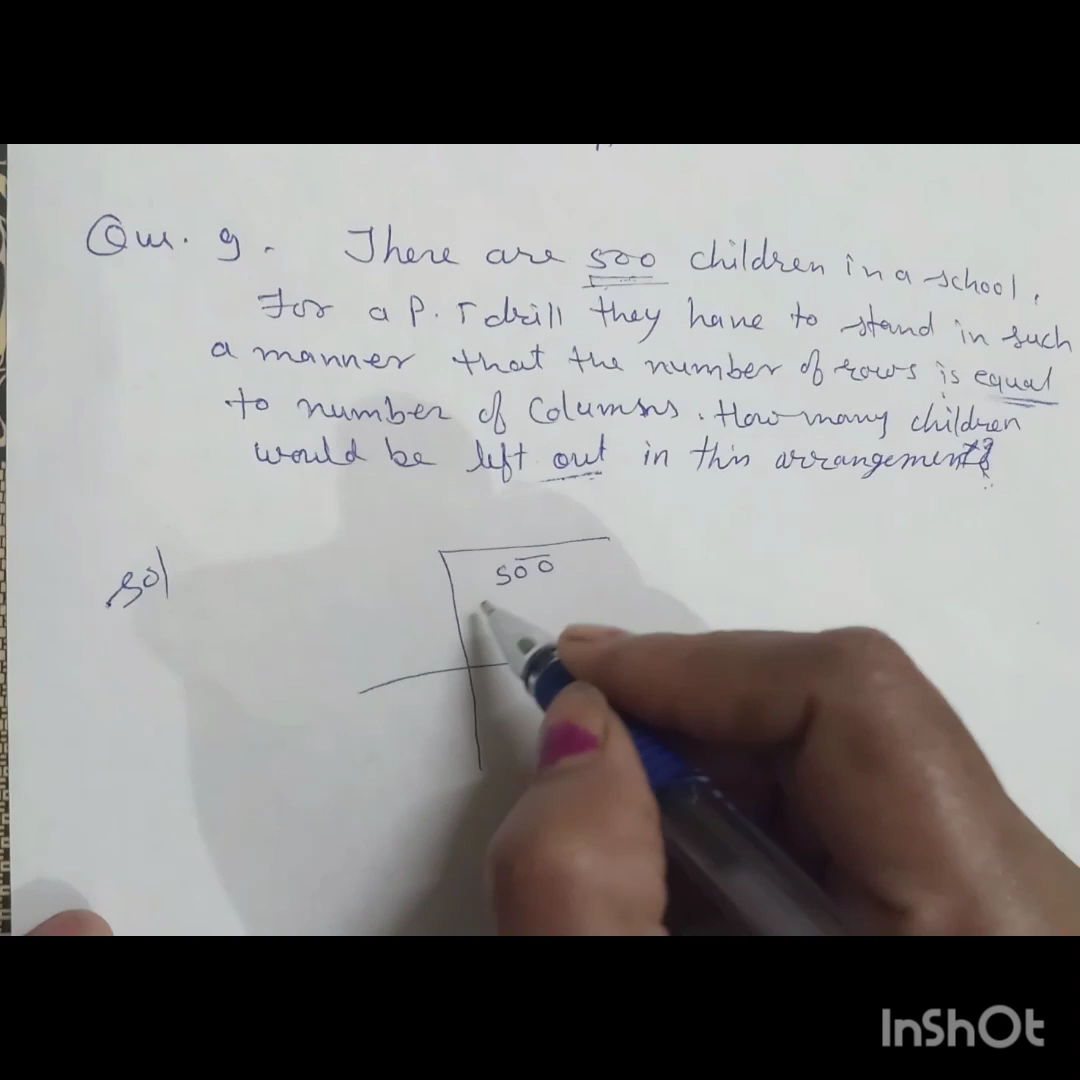 Que. 9. There are 500 children in a school.
For a P. T drill they have to stand in such
a manner that the number of rows is equal
to number of Columns. How many children
would be left out in this arrangement?
Sol
500
InShOt